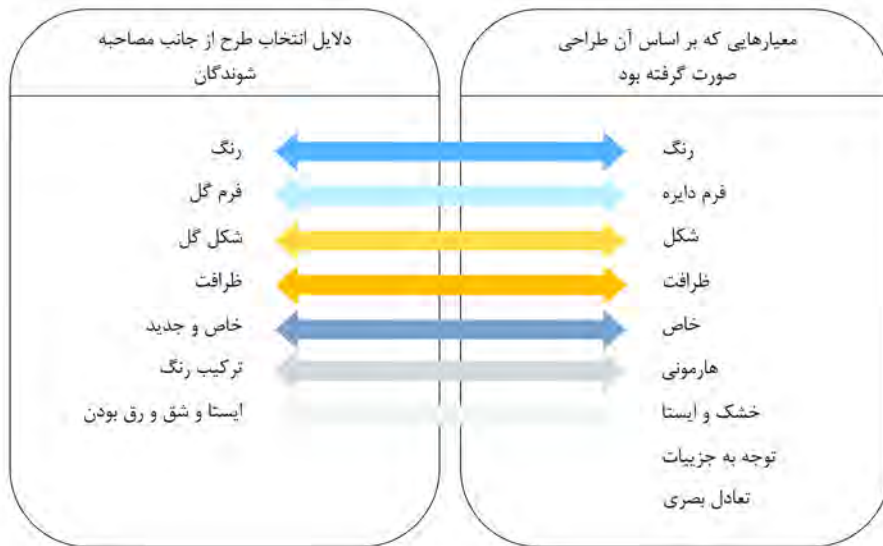 معیارهایی که بر اساس آن طراحی
صورت گرفته بود
رنگ
فرم دایره
شکل
ظرافت
خاص
هارمونی
خشک و ایستا
توجه به جزییات
تعادل بصری
دلایل انتخاب طرح از جانب مصاحبه
شوندگان
رنگ
فرم گل
شکل گل
ظرافت
خاص و جدید
ترکیب رنگ
ایستا و شق و رق بودن